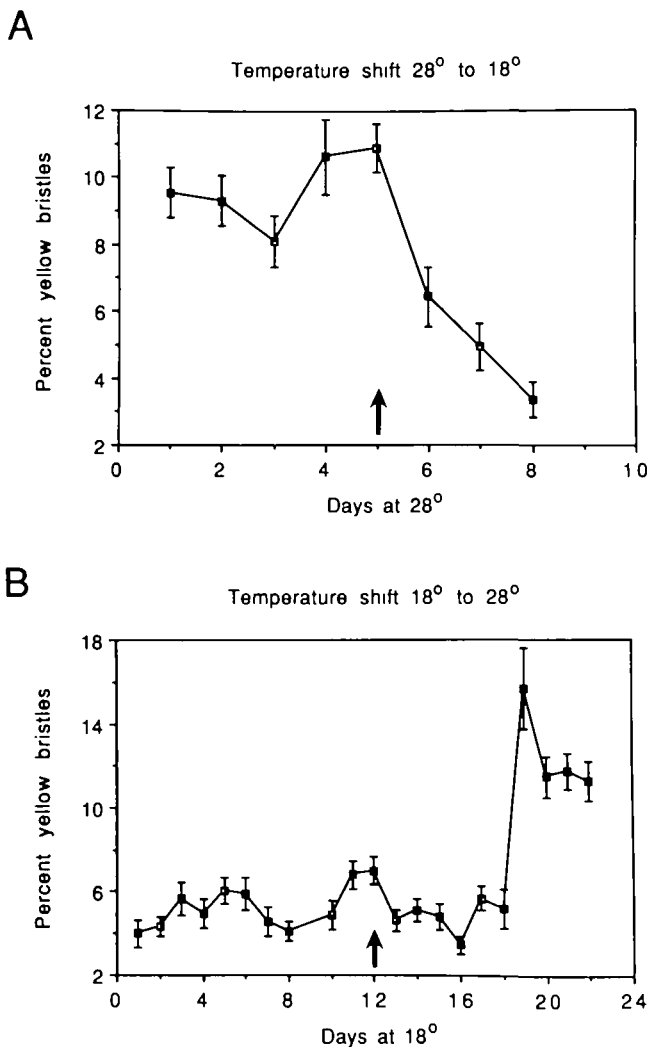 A
Temperature shift 28° to 18°
Percent yellow bristles
12
10
8
6
4
2
0 2 4 6 8 10
Days at 28°
B
Temperature shift 18° to 28°
Percent yellow bristles
18
14
10
6
2
0 4 8 12 16 20 24
Days at 18°